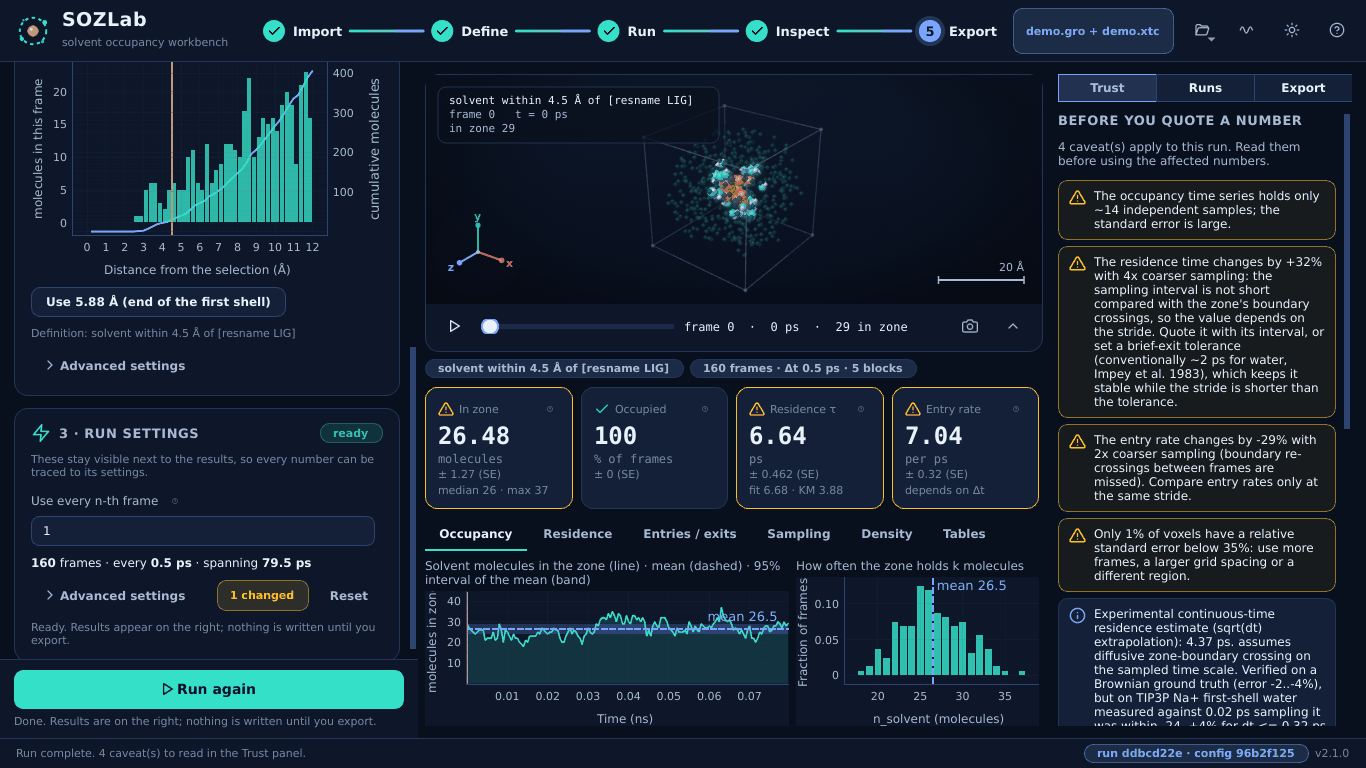 SOZLab
solvent occupancy workbench
Import
Define
Run
Inspect
5 Export
demo.gro + demo.xtc
molecules in this frame
20
15
10
5
0
400
300
200
100
cumulative molecules
0 1 2 3 4 5 6 7 8 9 10 11 12
Distance from the selection (Å)
Use 5.88 Å (end of the first shell)
Definition: solvent within 4.5 Å of [resname LIG]
Advanced settings
3 · RUN SETTINGS
ready
These stay visible next to the results, so every number can be
traced to its settings.
Use every n-th frame
1
160 frames · every 0.5 ps · spanning 79.5 ps
Advanced settings
1 changed
Reset
Ready. Results appear on the right; nothing is written until you
export.
Run again
Done. Results are on the right; nothing is written until export.
solvent within 4.5 Å of [resname LIG]
frame 0 t = 0 ps
in zone 29
y
z
x
20 Å
frame 0 · 0 ps · 29 in zone
solvent within 4.5 Å of [resname LIG]
160 frames · Δt 0.5 ps · 5 blocks
In zone
26.48
molecules
± 1.27 (SE)
median 26 · max 37
Occupied
100
% of frames
± 0 (SE)
Residence τ
6.64
ps
± 0.462 (SE)
fit 6.68 · KM 3.88
Entry rate
7.04
per ps
± 0.32 (SE)
depends on Δt
Occupancy
Residence
Entries / exits
Sampling
Density
Tables
Solvent molecules in the zone (line) · mean (dashed) · 95%
interval of the mean (band)
molecules in zon
40
30
20
10
mean 26.5
0.01 0.02 0.03 0.04 0.05 0.06 0.07
Time (ns)
How often the zone holds k molecules
Fraction of frames
0.10
0.05
0
mean 26.5
20 25 30 35
n_solvent (molecules)
Trust
Runs
Export
BEFORE YOU QUOTE A NUMBER
4 caveat(s) apply to this run. Read them
before using the affected numbers.
The occupancy time series holds only
~14 independent samples; the
standard error is large.
The residence time changes by +32%
with 4x coarser sampling: the
sampling interval is not short
compared with the zone's boundary
crossings, so the value depends on
the stride. Quote it with its interval, or
set a brief-exit tolerance
(conventionally ~2 ps for water,
Impey et al. 1983), which keeps it
stable while the stride is shorter than
the tolerance.
The entry rate changes by -29% with
2x coarser sampling (boundary re-
crossings between frames are
missed). Compare entry rates only at
the same stride.
Only 1% of voxels have a relative
standard error below 35%: use more
frames, a larger grid spacing or a
different region.
Experimental continuous-time
residence estimate (sqrt(dt)
extrapolation): 4.37 ps. assumes
diffusive zone-boundary crossing on
the sampled time scale. Verified on a
Brownian ground truth (error -2..-4%),
but on TIP3P Na+ first-shell water
measured against 0.02 ps sampling it
was within -24..+4% for dt <= 0.32 ps
Run complete. 4 caveat(s) to read in the Trust panel.
run ddbcd22e · config 96b2f125
v2.1.0